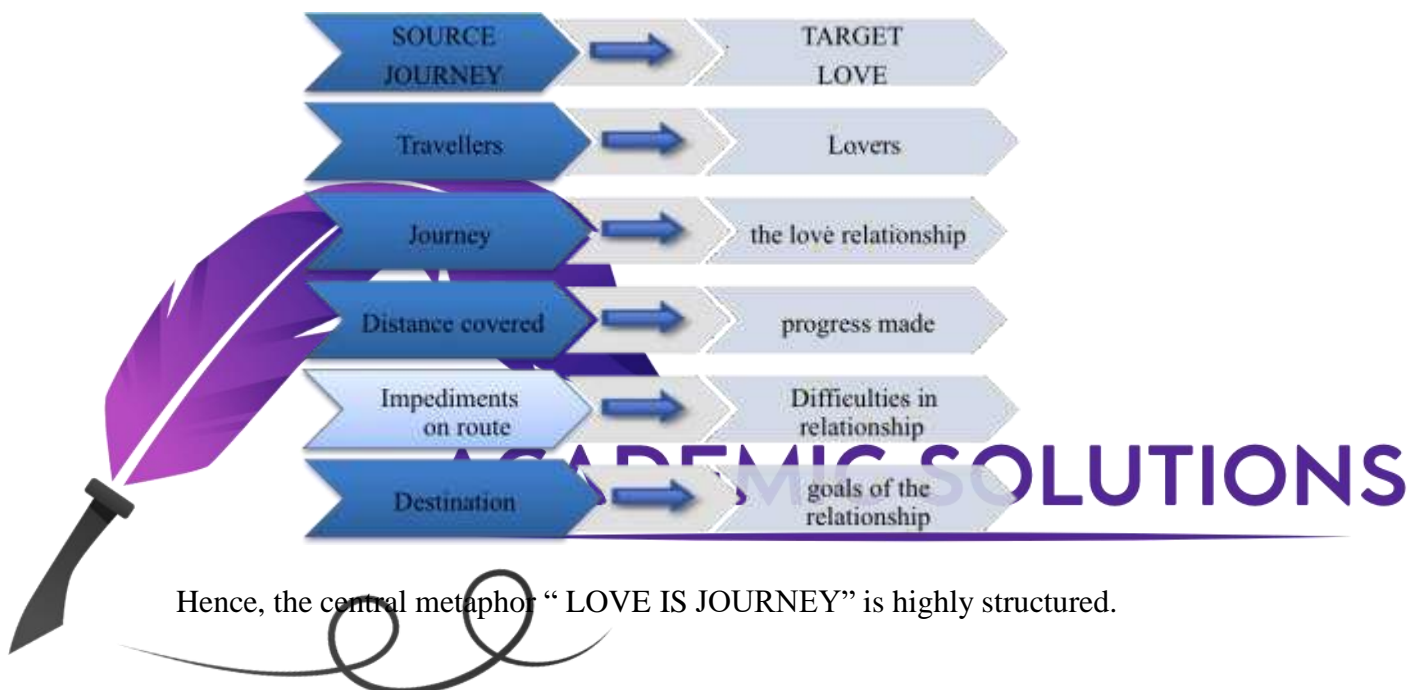 SOURCE
JOURNEY
TARGET
LOVE
Travellers
Lovers
Journey
the love relationship
Distance covered
progress made
Impediments
on route
Difficulties in
relationship
Destination
goals of the
relationship
ACADEMIC SOLUTIONS
Hence, the central metaphor “ LOVE IS JOURNEY” is highly structured.